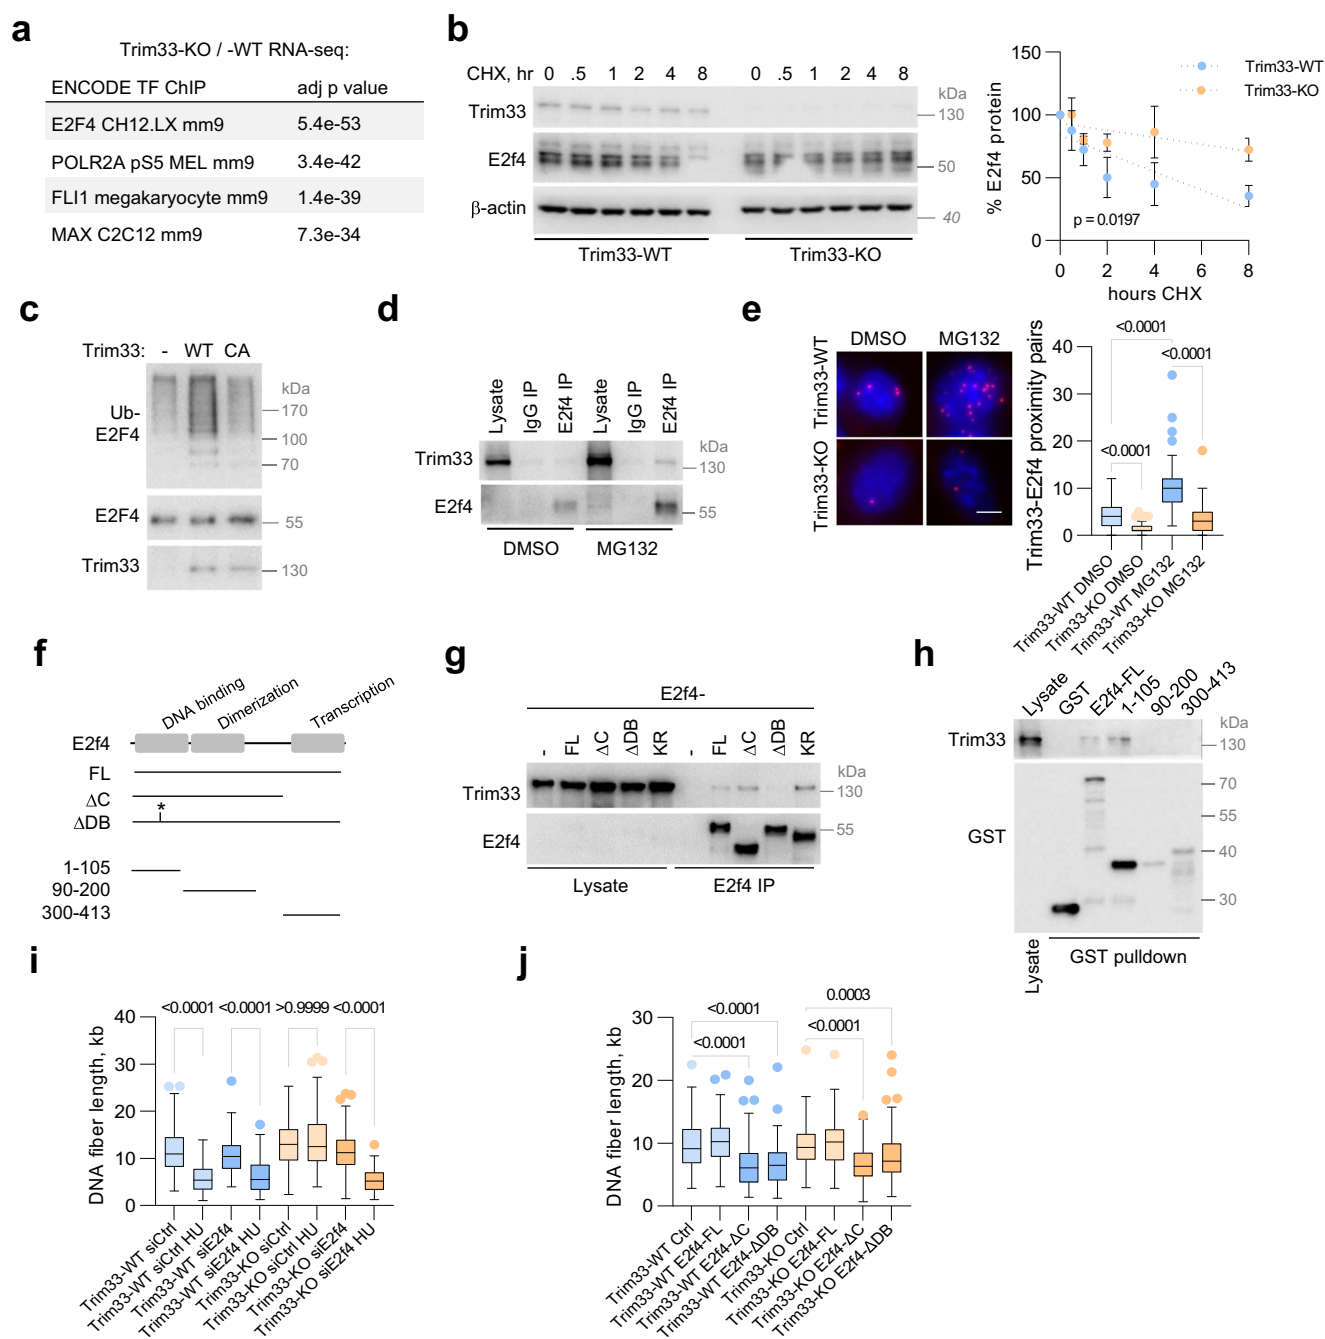 a
Trim33-KO / -WT RNA-seq:
ENCODE TF ChIP adj p value
E2F4 CH12.LX mm9 5.4e-53
POLR2A pS5 MEL mm9 3.4e-42
FLI1 megakaryocyte mm9 1.4e-39
MAX C2C12 mm9 7.3e-34
b
CHX, hr 0 .5 1 2 4 8 0 .5 1 2 4 8
kDa
Trim33 130
E2f4 50
β-actin 40
Trim33-WT Trim33-KO
% E2f4 protein
150
100
50
0
0 2 4 6 8
hours CHX
p = 0.0197
Trim33-WT
Trim33-KO
c
Trim33: - WT CA
kDa
Ub-
E2F4
170
100
70
E2F4 55
Trim33 130
d
Lysate
IgG IP
E2f4 IP
Lysate
IgG IP
E2f4 IP
kDa
Trim33 130
E2f4 55
DMSO MG132
e
DMSO MG132
Trim33-WT
Trim33-KO
Trim33-E2f4 proximity pairs
40
30
20
10
0
<0.0001
<0.0001
<0.0001
Trim33-WT DMSO
Trim33-KO DMSO
Trim33-WT MG132
Trim33-KO MG132
f
DNA binding
Dimerization
Transcription
E2f4
FL
ΔC
*
ΔDB
1-105
90-200
300-413
g
E2f4-
-
FL
ΔC
ΔDB
KR
-
FL
ΔC
ΔDB
KR
kDa
Trim33 130
E2f4 55
Lysate E2f4 IP
h
Lysate
GST
E2f4-FL
1-105
90-200
300-413
kDa
Trim33 130
GST
70
55
40
30
Lysate
GST pulldown
i
DNA fiber length, kb
40
30
20
10
0
<0.0001 <0.0001 >0.9999 <0.0001
Trim33-WT siCtrl
Trim33-WT siCtrl HU
Trim33-WT siE2f4
Trim33-WT siE2f4 HU
Trim33-KO siCtrl
Trim33-KO siCtrl HU
Trim33-KO siE2f4
Trim33-KO siE2f4 HU
j
DNA fiber length, kb
30
20
10
0
<0.0001
<0.0001
0.0003
<0.0001
Trim33-WT Ctrl
Trim33-WT E2f4-FL
Trim33-WT E2f4-ΔC
Trim33-WT E2f4-ΔDB
Trim33-KO Ctrl
Trim33-KO E2f4-FL
Trim33-KO E2f4-ΔC
Trim33-KO E2f4-ΔDB